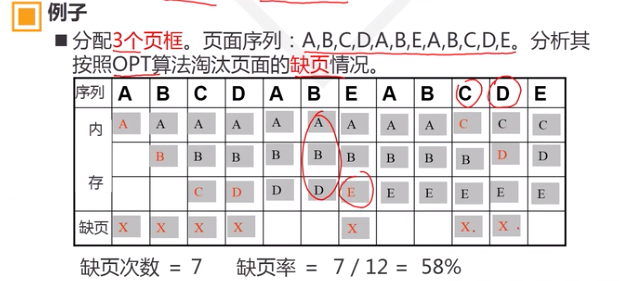 例子
■ 分配3个页框。页面序列：A,B,C,D,A,B,E,A,B,C,D,E。分析其
按照OPT算法淘汰页面的缺页情况。
序列 A B C D A B E A B C D E
内 A A A A A A A A A C C C
B B B B B B B B B D D
存 C D D D E E E E E E
缺页 X X X X X X. X.
缺页次数 = 7 缺页率 = 7 / 12 = 58%